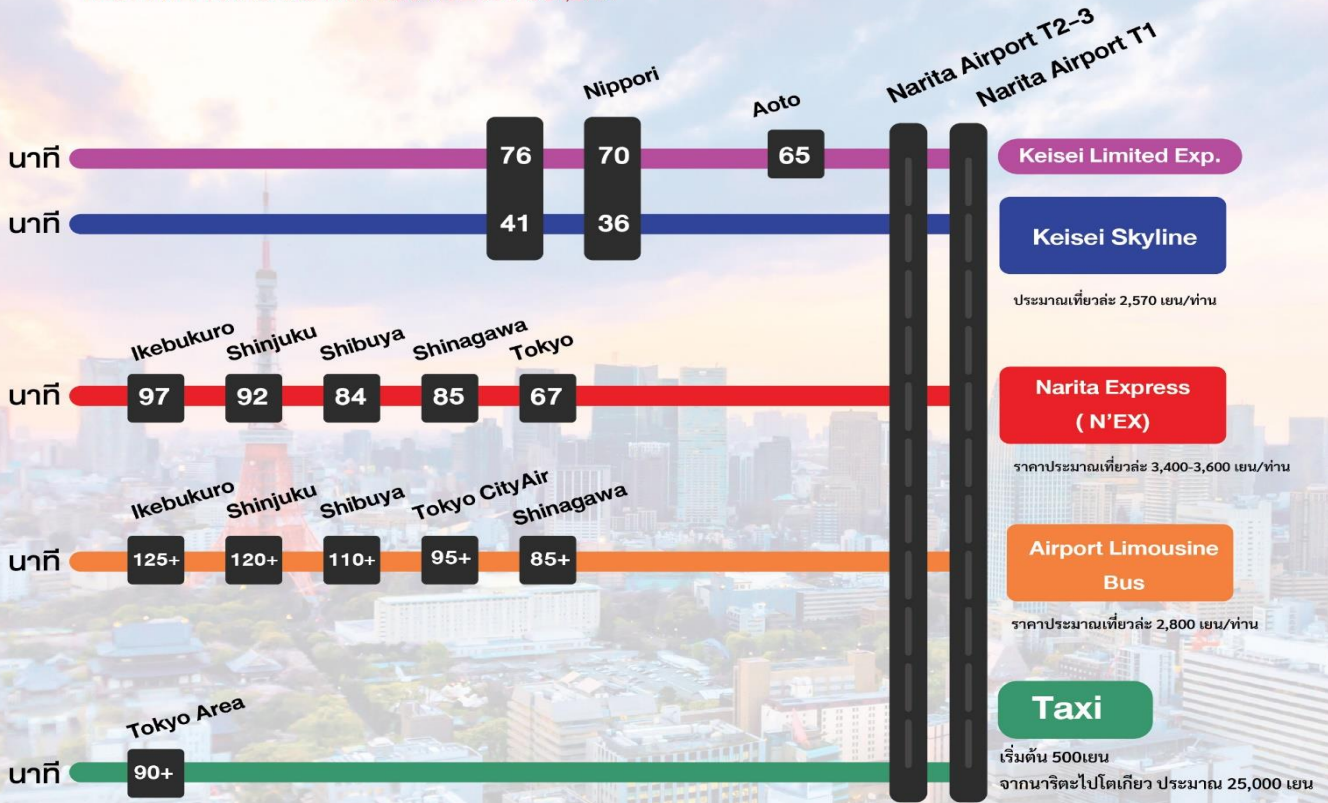 Narita Airport T2-3
Narita Airport T1
Nippori
Aoto
นาที
76
70
65
Keisei Limited Exp.
นาที
41
36
Keisei Skyline
ประมาณเที่ยวล่ะ 2,570 เยน/ท่าน
Ikebukuro
Shinjuku
Shibuya
Shinagawa
Tokyo
นาที
97
92
84
85
67
Narita Express
( N'EX)
ราคาประมาณเที่ยวล่ะ 3,400-3,600 เยน/ท่าน
Ikebukuro
Shinjuku
Shibuya
Tokyo CityAir
Shinagawa
นาที
125+
120+
110+
95+
85+
Airport Limousine
Bus
ราคาประมาณเที่ยวล่ะ 2,800 เยน/ท่าน
Tokyo Area
นาที
90+
Taxi
เริ่มต้น 500เยน
จากนาริตะไปโตเกียว ประมาณ 25,000 เยน